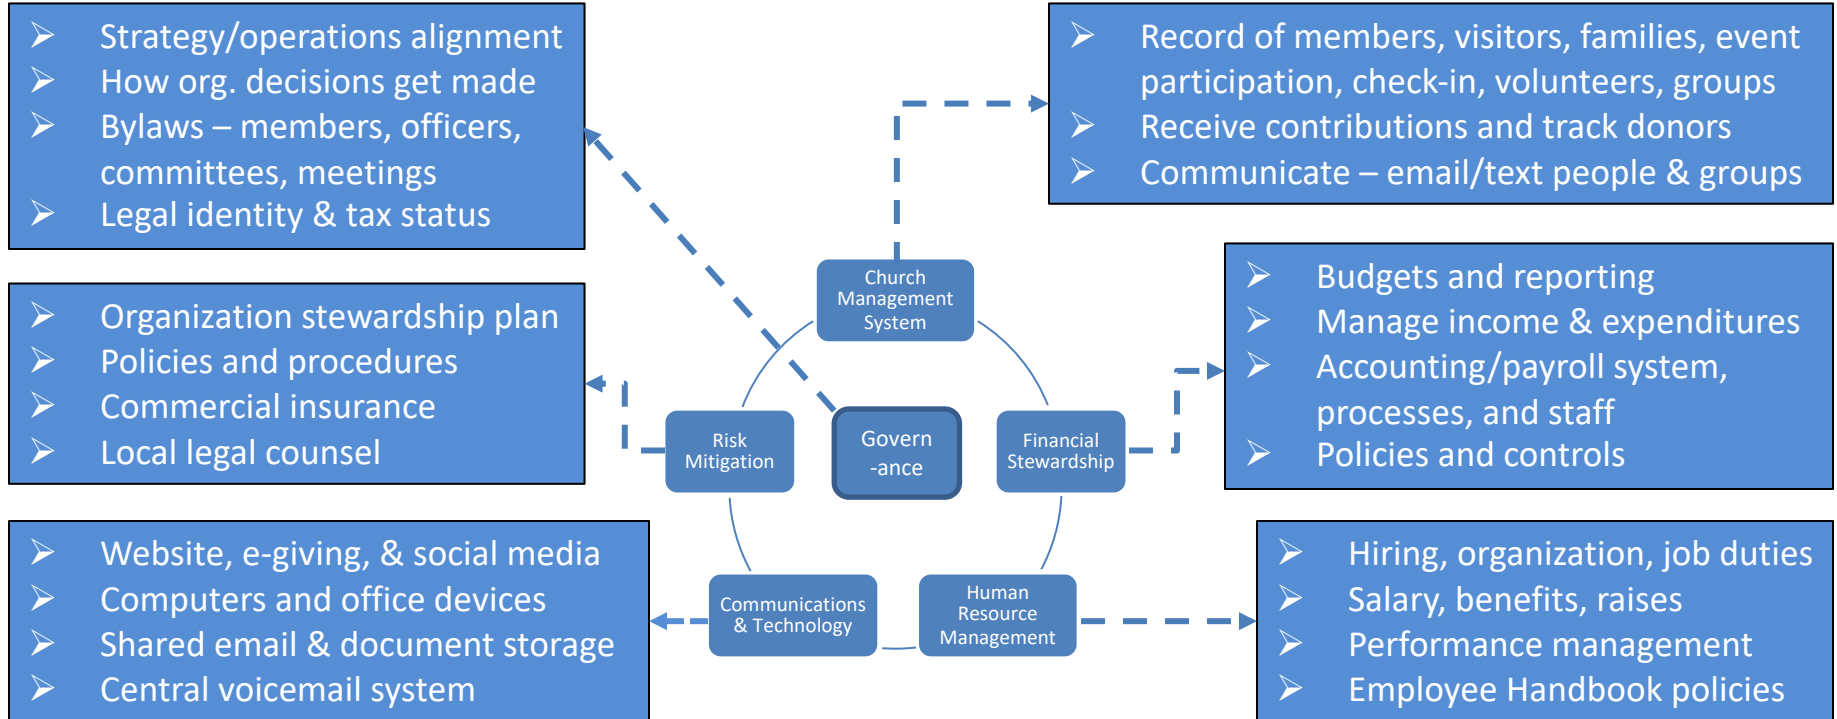 ➢ Strategy/operations alignment
➢ How org. decisions get made
➢ Bylaws – members, officers,
committees, meetings
➢ Legal identity & tax status
➢ Record of members, visitors, families, event
participation, check-in, volunteers, groups
➢ Receive contributions and track donors
➢ Communicate – email/text people & groups
➢ Organization stewardship plan
➢ Policies and procedures
➢ Commercial insurance
➢ Local legal counsel
Church
Management
System
Risk
Mitigation
Govern
-ance
Financial
Stewardship
Communications
& Technology
Human
Resource
Management
➢ Budgets and reporting
➢ Manage income & expenditures
➢ Accounting/payroll system,
processes, and staff
➢ Policies and controls
➢ Website, e-giving, & social media
➢ Computers and office devices
➢ Shared email & document storage
➢ Central voicemail system
➢ Hiring, organization, job duties
➢ Salary, benefits, raises
➢ Performance management
➢ Employee Handbook policies